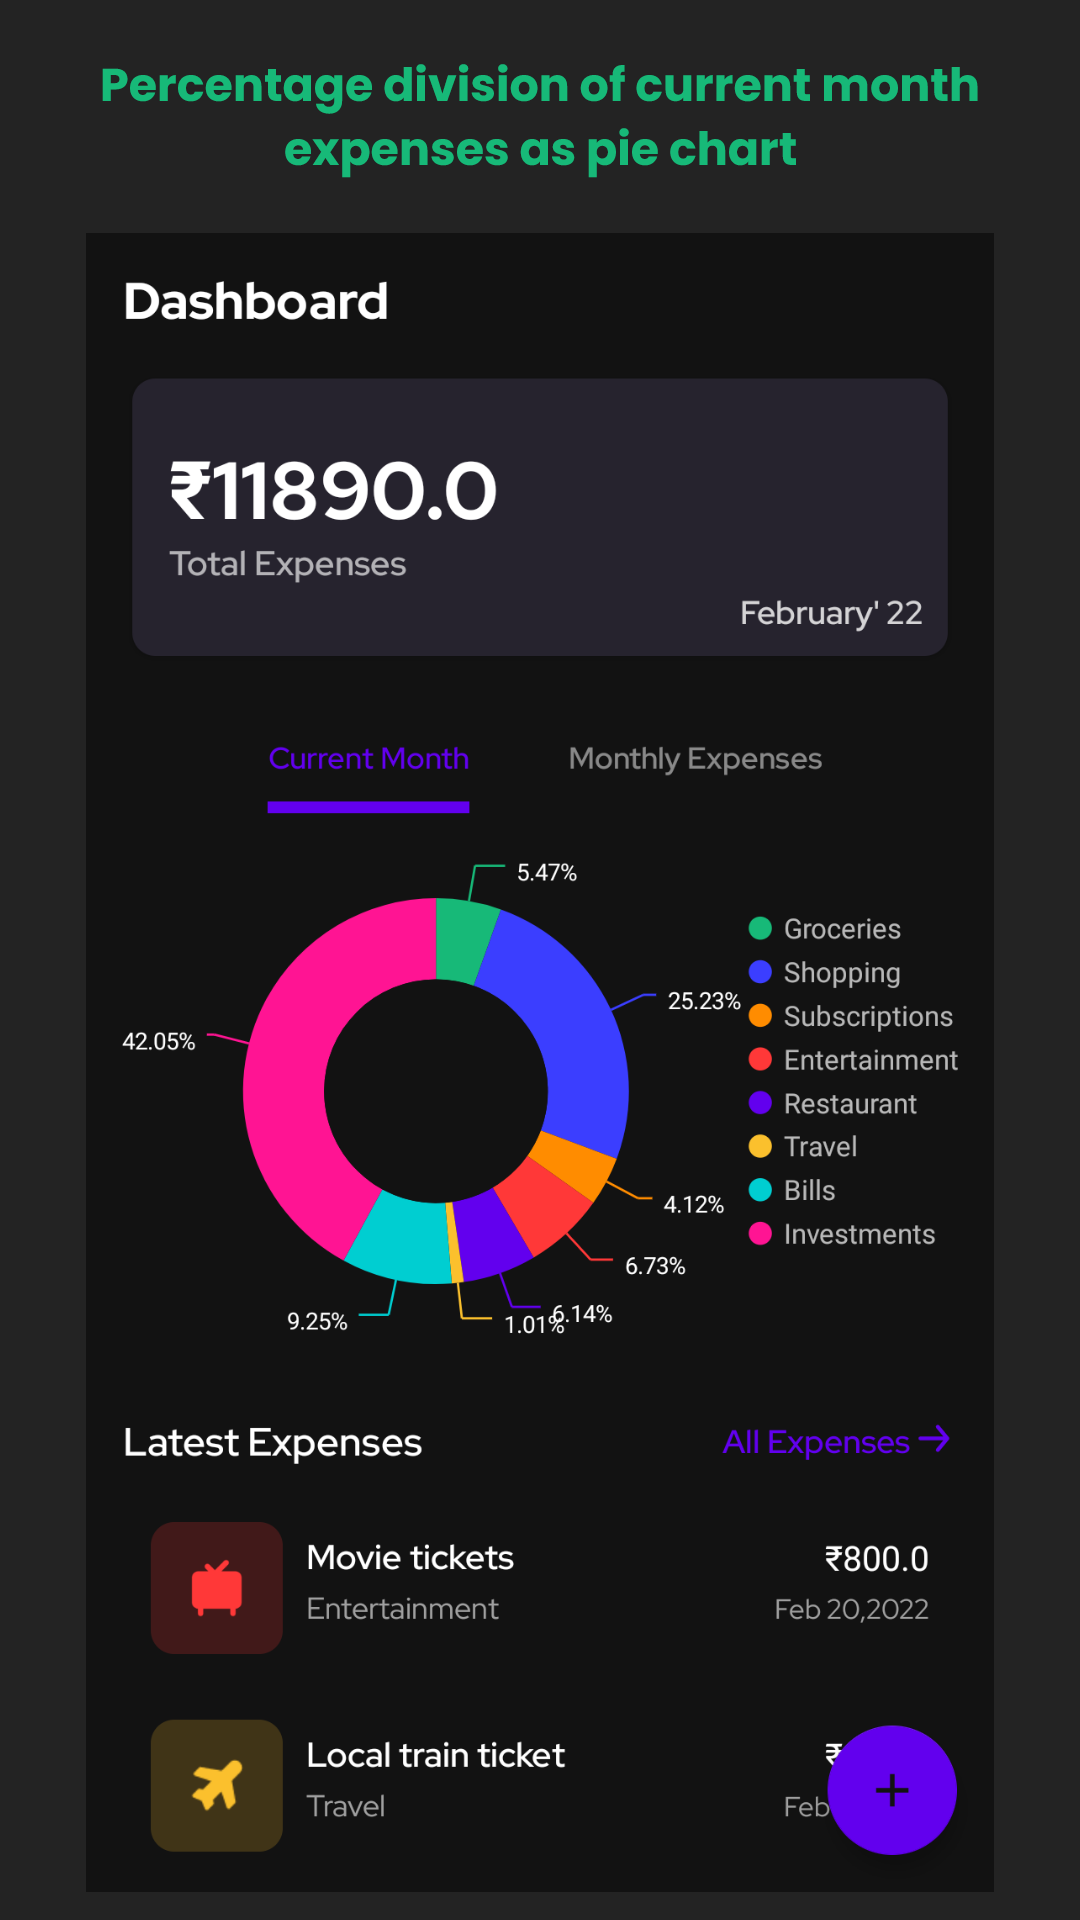 Percentage division of current month
expenses as pie chart
Dashboard
₹11890.0
Total Expenses
February' 22
Current Month
Monthly Expenses
5.47%
25.23%
42.05%
4.12%
6.73%
6.14%
1.01%
9.25%
Groceries
Shopping
Subscriptions
Entertainment
Restaurant
Travel
Bills
Investments
Latest Expenses
All Expenses
Movie tickets
₹800.0
Entertainment
Feb 20,2022
Local train ticket
₹
Travel
Feb
+